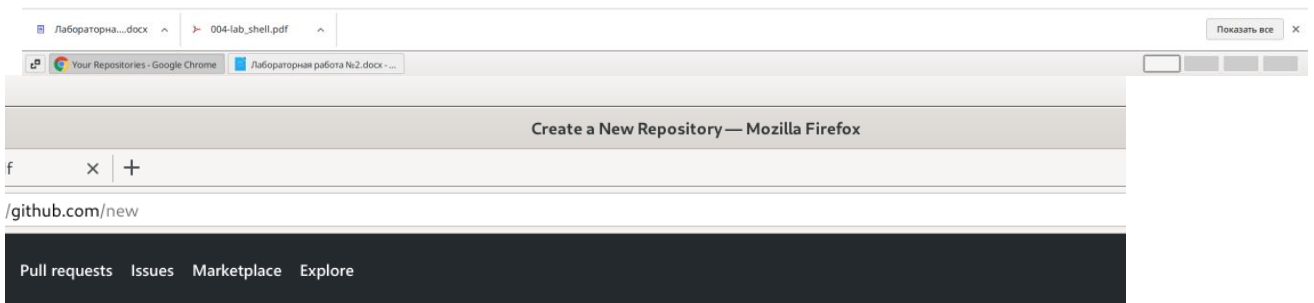 Лабораторна....docx 004-lab_shell.pdf Показать все
Your Repositories - Google Chrome Лабораторная работа №2.docx - ...
Create a New Repository — Mozilla Firefox
f
/github.com/new
Pull requests Issues Marketplace Explore